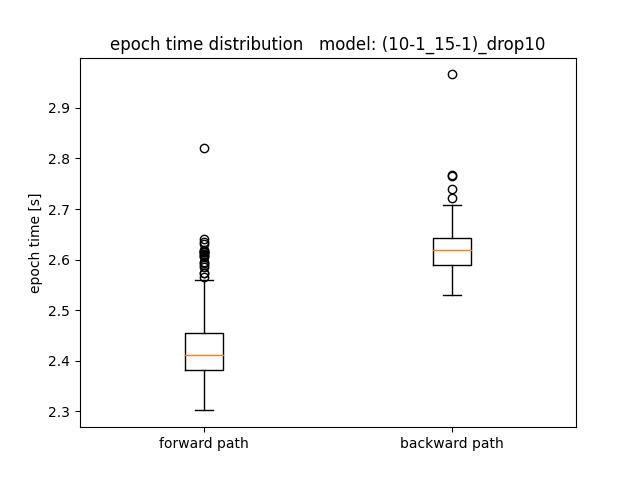 epoch time distribution   model: (10-1_15-1)_drop10
epoch time [s]
2.9
2.8
2.7
2.6
2.5
2.4
2.3
forward path
backward path